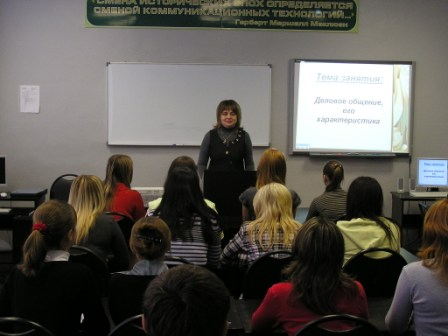 "СМЕНА ИСТОРИЧЕСКИХ ЭПОХ ОПРЕДЕЛЯЕТСЯ
СМЕНОЙ КОММУНИКАЦИОННЫХ ТЕХНОЛОГИЙ..."
Герберт Маршалл Маклюэн
Тема занятия:
Деловое общение,
его
характеристика